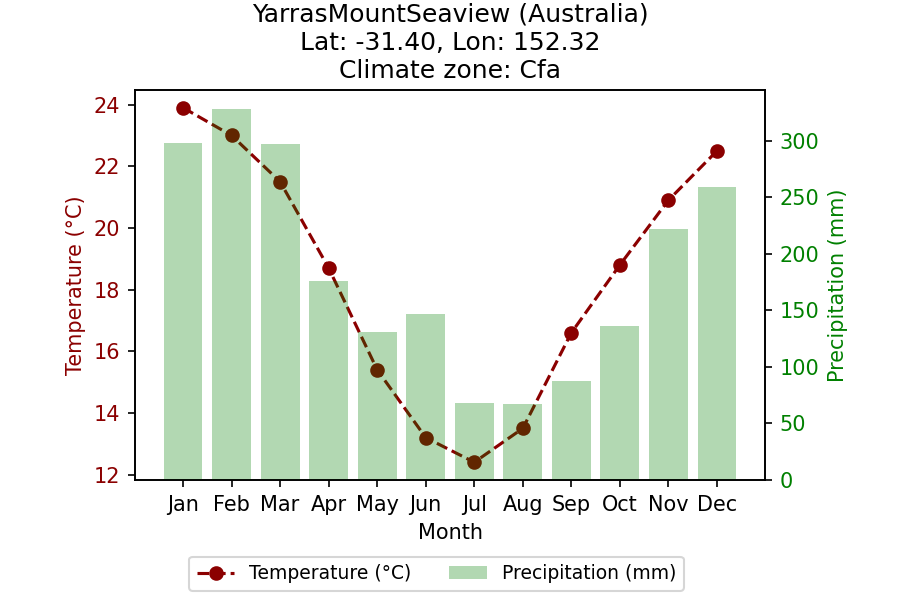 YarrasMountSeaview (Australia)
Lat: -31.40, Lon: 152.32
Climate zone: Cfa
24
22
20
18
16
14
12
Temperature (°C)
300
250
200
150
100
50
0
Precipitation (mm)
Jan Feb Mar Apr May Jun Jul Aug Sep Oct Nov Dec
Month
Temperature (°C) Precipitation (mm)